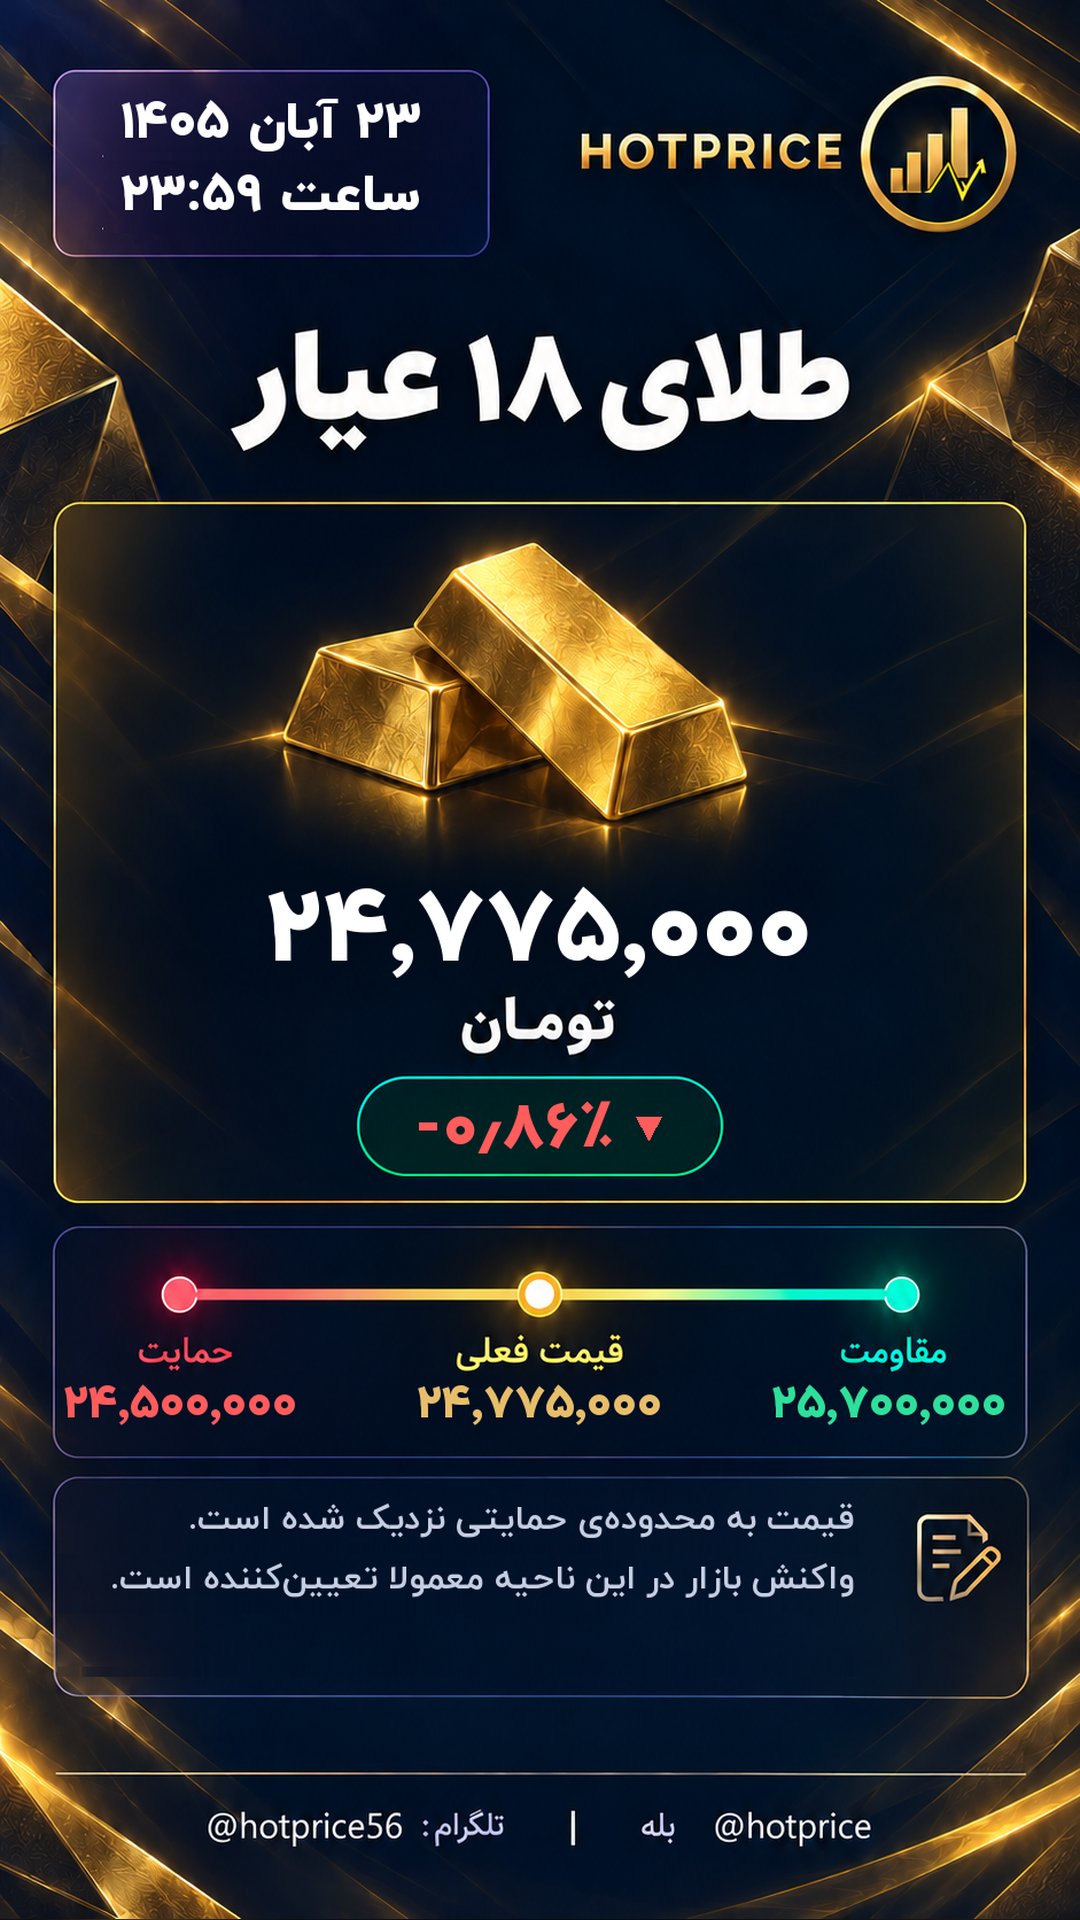 HOTPRICE
۲۳ آبان ۱۴۰۵
ساعت ۲۳:۵۹
طلای ۱۸ عیار
۲۴,۷۷۵,۰۰۰
تومان
-۰٫۸۶٪ ▼
مقاومت
۲۵,۷۰۰,۰۰۰
قیمت فعلی
۲۴,۷۷۵,۰۰۰
حمایت
۲۴,۵۰۰,۰۰۰
قیمت به محدوده‌ی حمایتی نزدیک شده است.
واکنش بازار در این ناحیه معمولا تعیین‌کننده است.
@hotprice بله | تلگرام: @hotprice56